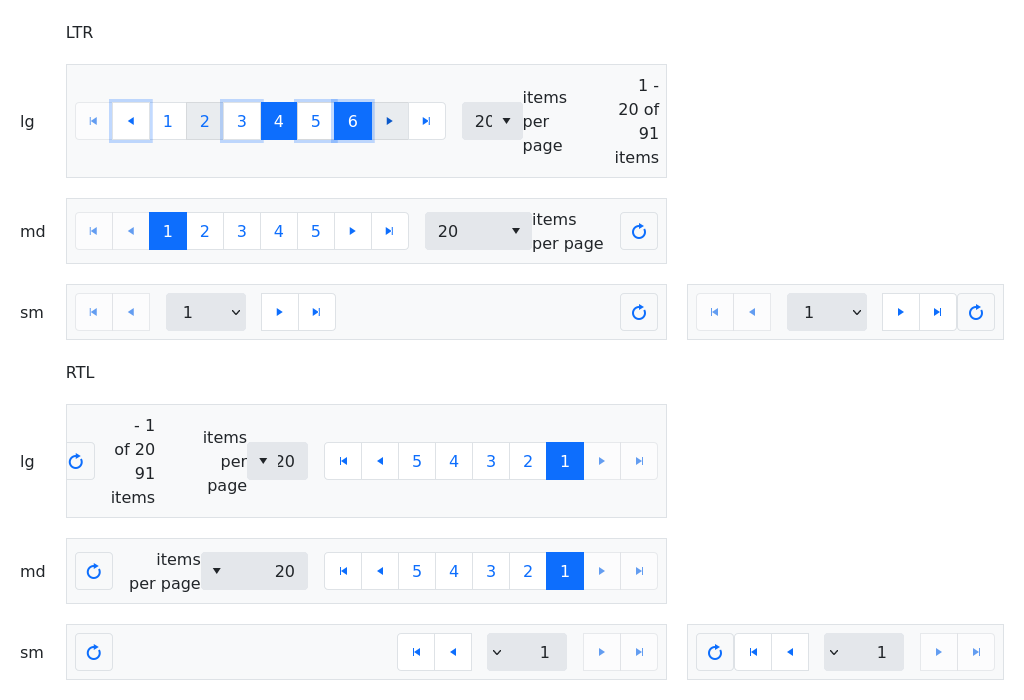 LTR
lg
1 2 3 4 5 6
20
items
per
page
1 -
20 of
91
items
md
1 2 3 4 5
20
items
per page
sm
1
1
RTL
lg
- 1
of 20
91
items
items
per
page
20
5 4 3 2 1
md
items
per page
20
5 4 3 2 1
sm
1
1